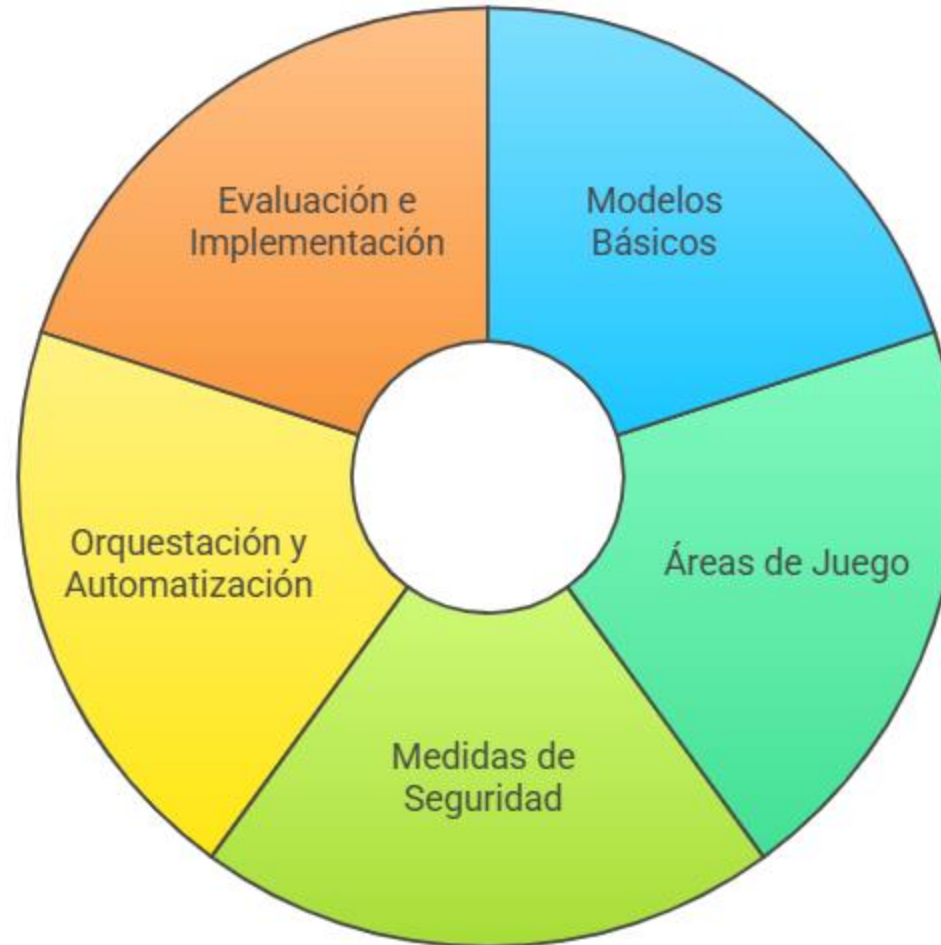 Evaluación e
Implementación
Modelos
Básicos
Orquestación y
Automatización
Áreas de Juego
Medidas de
Seguridad